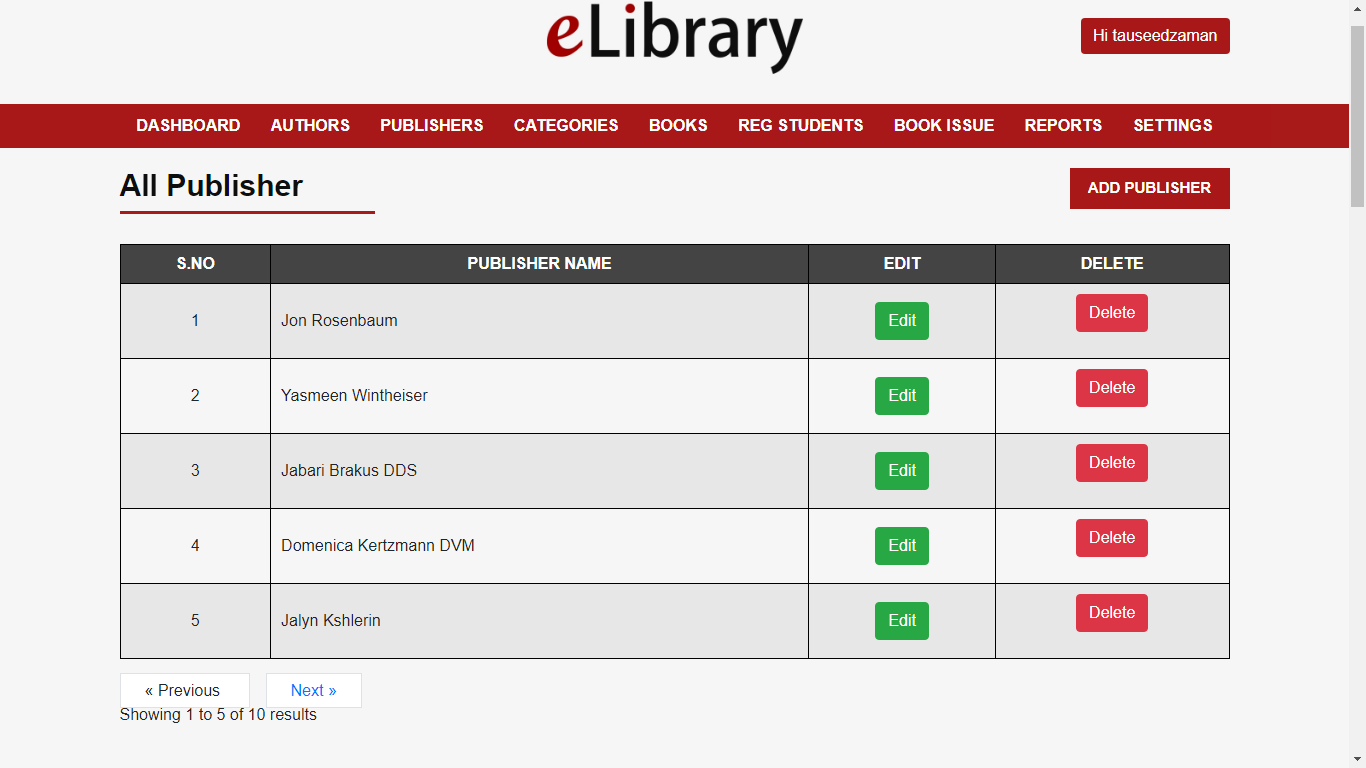 eLibrary
Hi tauseedzaman
DASHBOARD AUTHORS PUBLISHERS CATEGORIES BOOKS REG STUDENTS BOOK ISSUE REPORTS SETTINGS
All Publisher
ADD PUBLISHER
S.NO PUBLISHER NAME EDIT DELETE
1 Jon Rosenbaum Edit Delete
2 Yasmeen Wintheiser Edit Delete
3 Jabari Brakus DDS Edit Delete
4 Domenica Kertzmann DVM Edit Delete
5 Jalyn Kshlerin Edit Delete
« Previous Next »
Showing 1 to 5 of 10 results